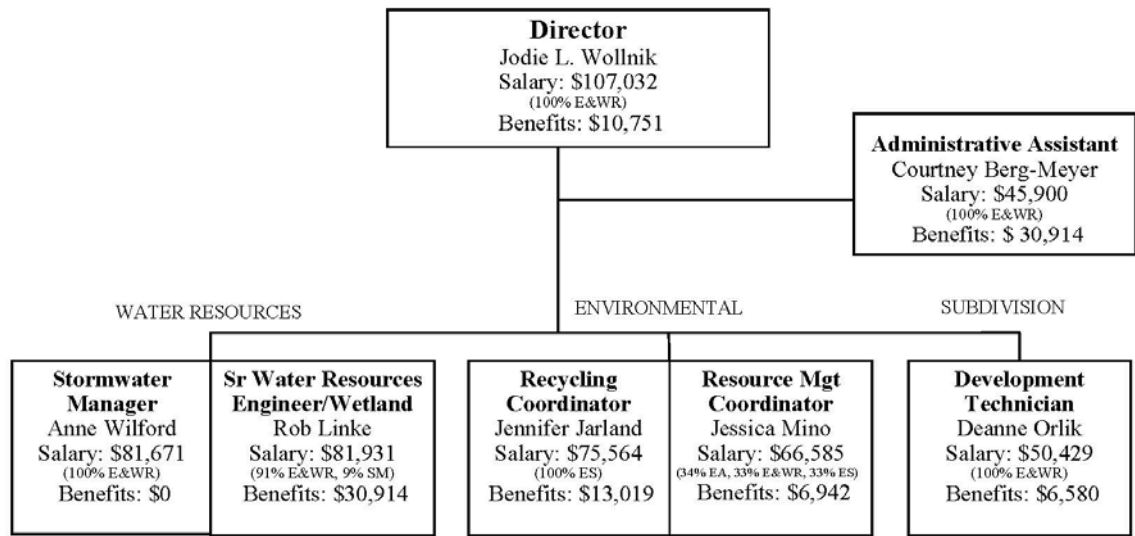 Director
Jodie L. Wollnik
Salary: $107,032
(100% E&WR)
Benefits: $10,751
Administrative Assistant
Courtney Berg-Meyer
Salary: $45,900
(100% E&WR)
Benefits: $ 30,914
WATER RESOURCES
ENVIRONMENTAL
SUBDIVISION
Stormwater
Manager
Anne Wilford
Salary: $81,671
(100% E&WR)
Benefits: $0
Sr Water Resources
Engineer/Wetland
Rob Linke
Salary: $81,931
(91% E&WR, 9% SM)
Benefits: $30,914
Recycling
Coordinator
Jennifer Jarland
Salary: $75,564
(100% ES)
Benefits: $13,019
Resource Mgt
Coordinator
Jessica Mino
Salary: $66,585
(34% EA, 33% E&WR, 33% ES)
Benefits: $6,942
Development
Technician
Deanne Orlik
Salary: $50,429
(100% E&WR)
Benefits: $6,580